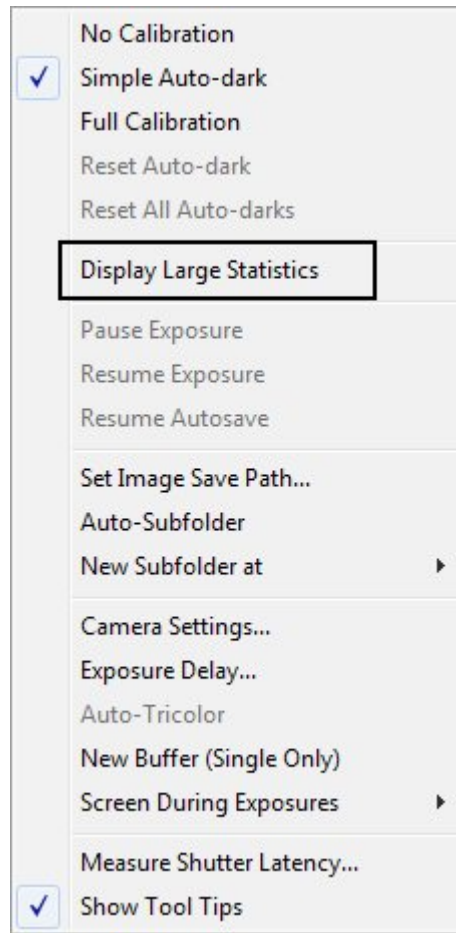 No Calibration
Simple Auto-dark
Full Calibration
Reset Auto-dark
Reset All Auto-darks
Display Large Statistics
Pause Exposure
Resume Exposure
Resume Autosave
Set Image Save Path...
Auto-Subfolder
New Subfolder at
Camera Settings...
Exposure Delay...
Auto-Tricolor
New Buffer (Single Only)
Screen During Exposures
Measure Shutter Latency...
Show Tool Tips